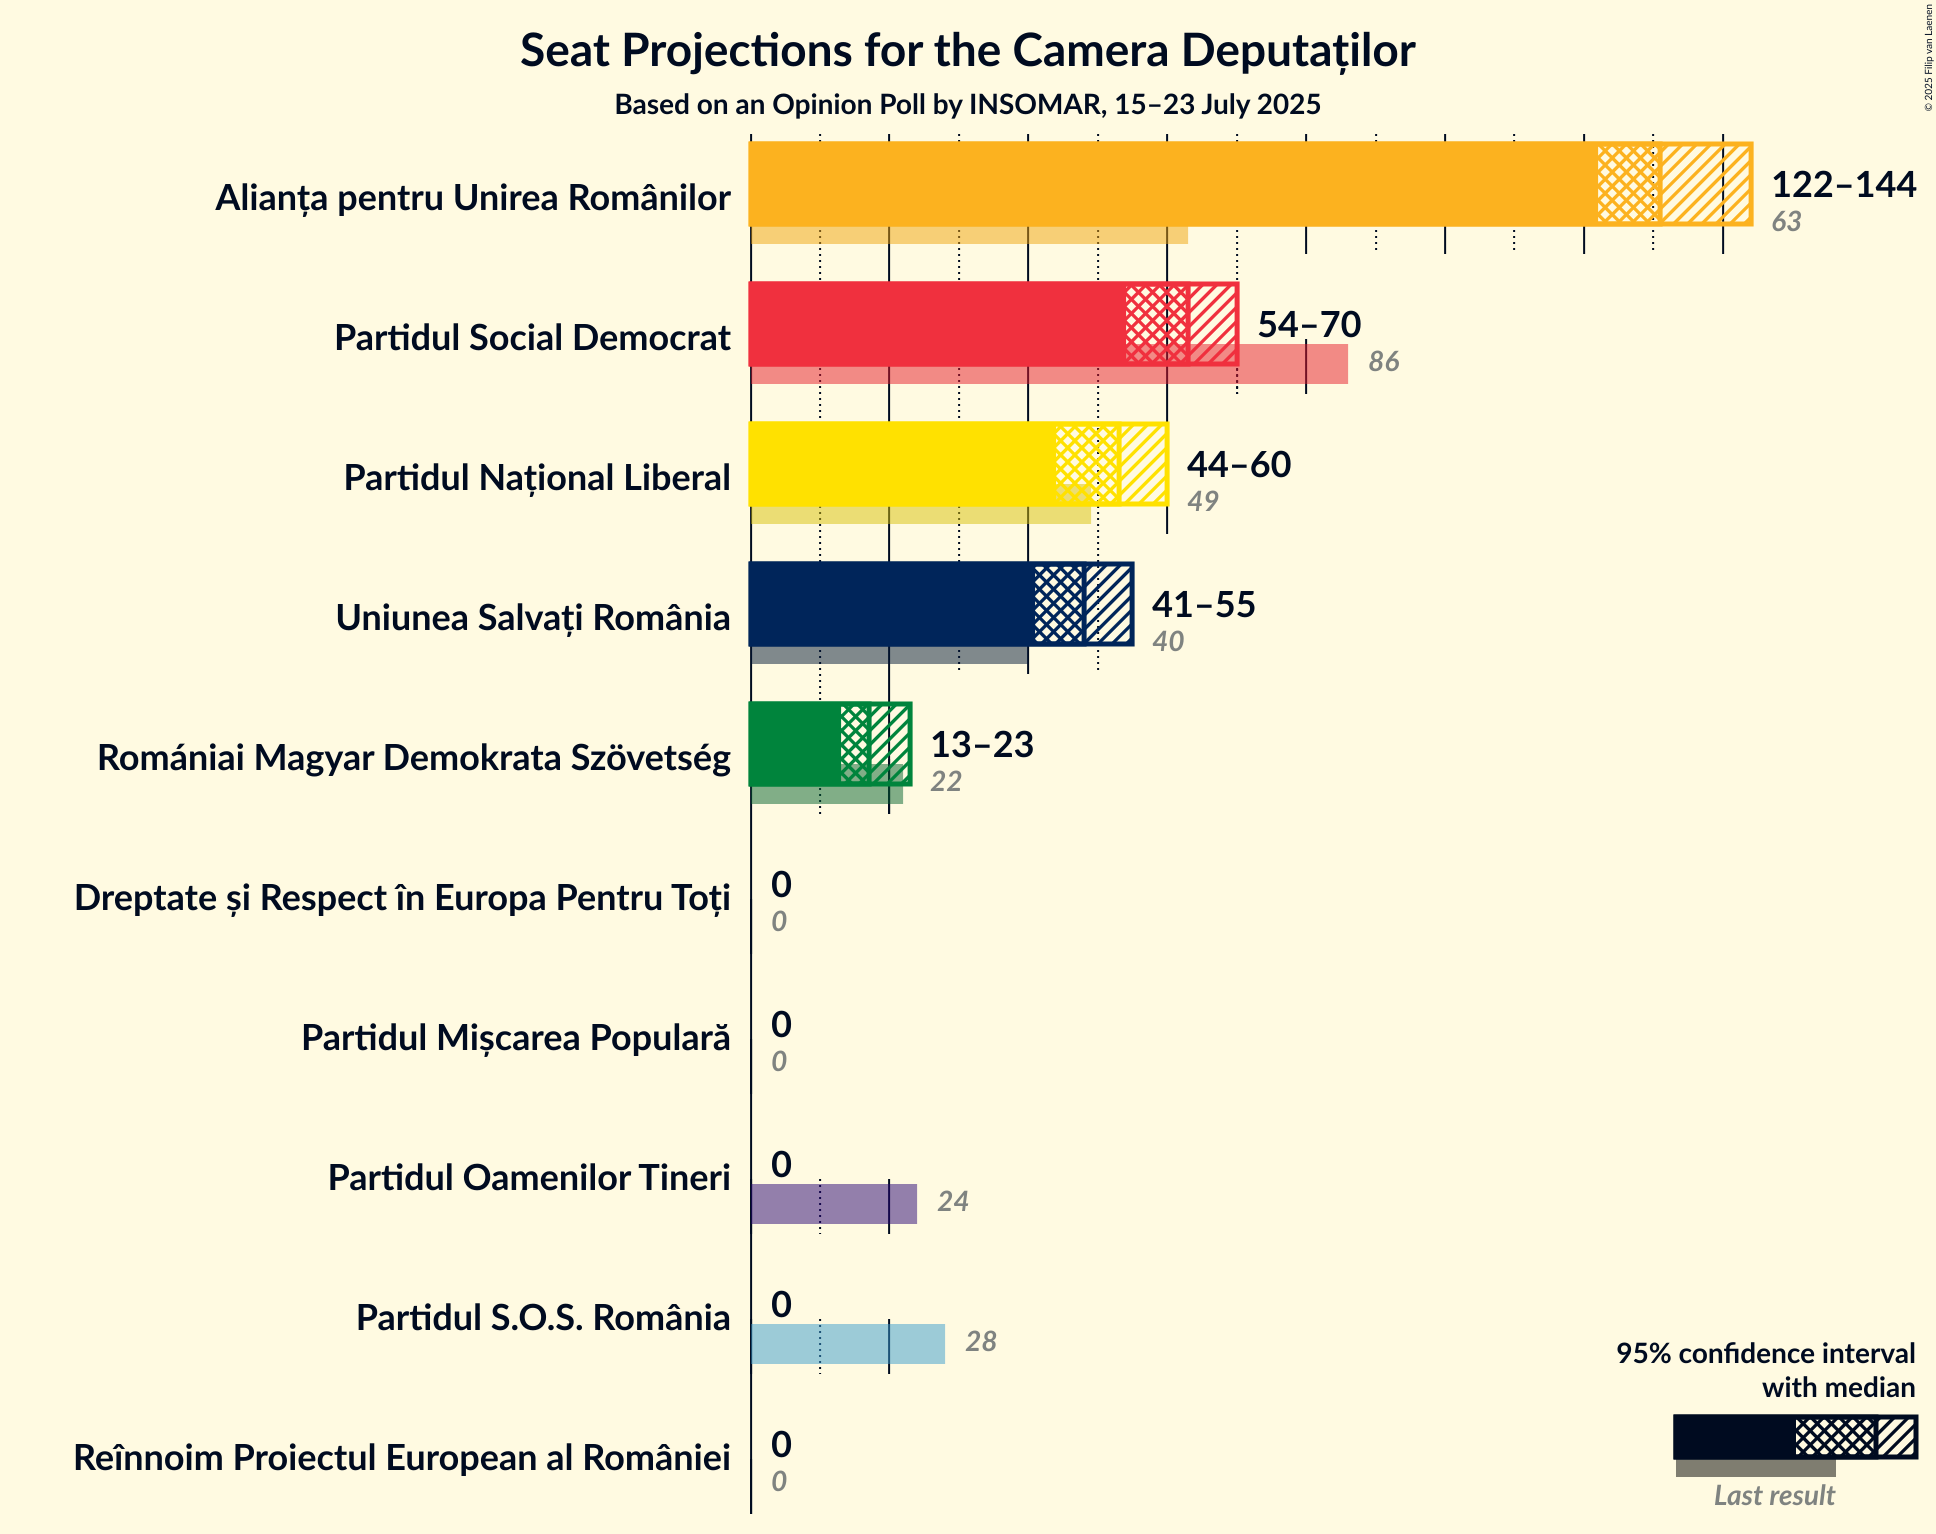 Seat Projections for the Camera Deputaților
Based on an Opinion Poll by INSOMAR, 15–23 July 2025
© 2025 Filip van Laenen
Alianța pentru Unirea Românilor
122–144
63
Partidul Social Democrat
54–70
86
Partidul Național Liberal
44–60
49
Uniunea Salvați România
41–55
40
Romániai Magyar Demokrata Szövetség
13–23
22
Dreptate și Respect în Europa Pentru Toți
0
0
Partidul Mișcarea Populară
0
0
Partidul Oamenilor Tineri
0
24
Partidul S.O.S. România
0
28
Reînnoim Proiectul European al României
0
0
95% confidence interval
with median
Last result